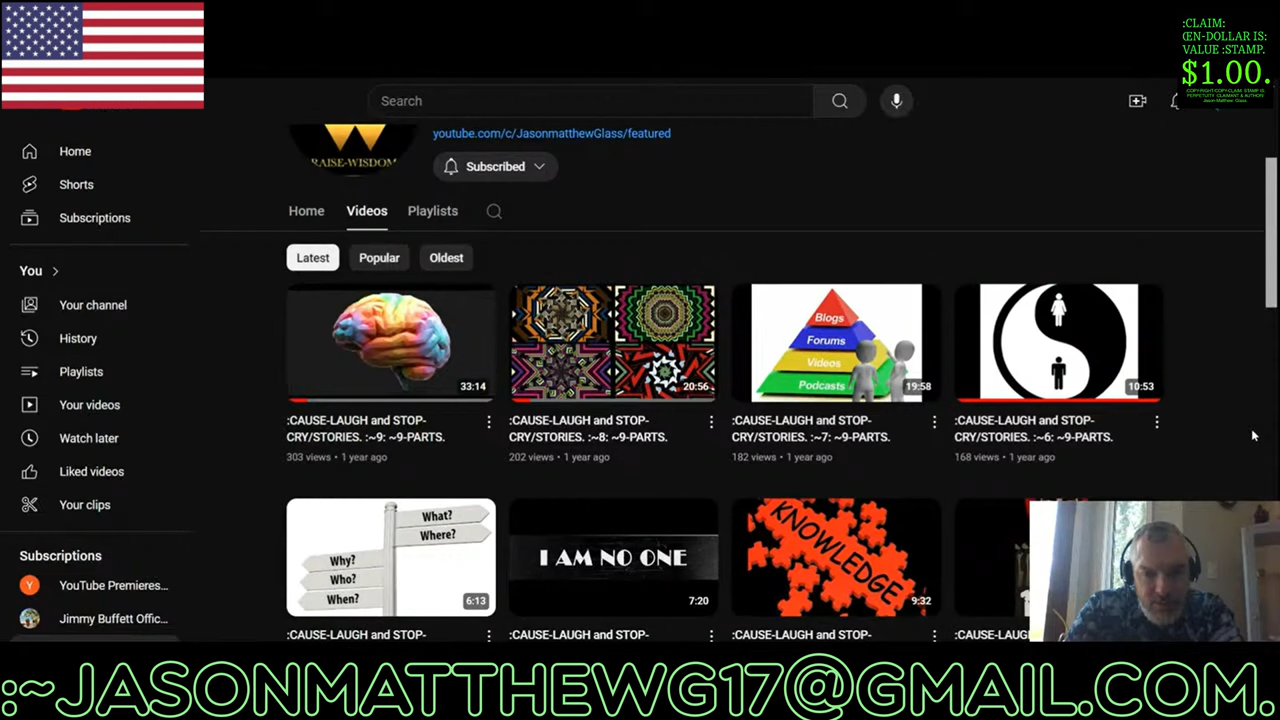 :CLAIM:
ŒN-DOLLAR IS:
VALUE :STAMP.
$1.00.
Jason Matthew: Glass
Search
RAISE-WISDOM
youtube.com/c/JasonmatthewGlass/featured
Subscribed
Home
Shorts
Subscriptions
You
Your channel
History
Playlists
Your videos
Watch later
Liked videos
Your clips
Subscriptions
YouTube Premieres...
Jimmy Buffett Offic...
Home Videos Playlists
Latest Popular Oldest
33:14
20:56
Blogs
Forums
Videos
Podcasts
19:58
10:53
:CAUSE-LAUGH and STOP-
CRY/STORIES. :~9: ~9-PARTS.
303 views • 1 year ago
:CAUSE-LAUGH and STOP-
CRY/STORIES. :~8: ~9-PARTS.
202 views • 1 year ago
:CAUSE-LAUGH and STOP-
CRY/STORIES. :~7: ~9-PARTS.
182 views • 1 year ago
:CAUSE-LAUGH and STOP-
CRY/STORIES. :~6: ~9-PARTS.
168 views • 1 year ago
What?
Where?
Why?
Who?
When?
6:13
I AM NO ONE
7:20
KNOWLEDGE
9:32
:CAUSE-LAUGH and STOP-
:CAUSE-LAUGH and STOP-
:CAUSE-LAUGH and STOP-
:~JASONMATTHEWG17@GMAIL.COM.